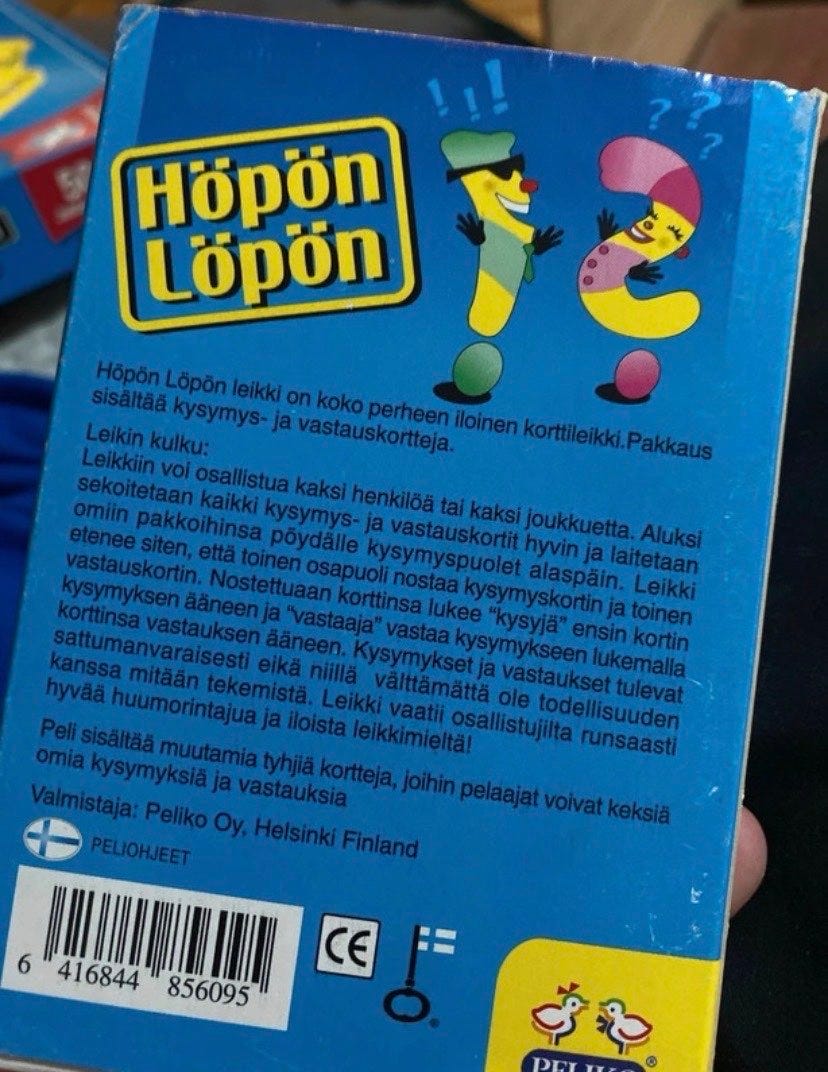 ! ! !
? ? ?
Höpön
Löpön
Höpön Löpön leikki on koko perheen iloinen korttileikki.Pakkaus
sisältää kysymys- ja vastauskortteja.
Leikin kulku:
Leikkiin voi osallistua kaksi henkilöä tai kaksi joukkuetta. Aluksi
sekoitetaan kaikki kysymys- ja vastauskortit hyvin ja laitetaan
omiin pakkoihinsa pöydälle kysymyspuolet alaspäin. Leikki
etenee siten, että toinen osapuoli nostaa kysymyskortin ja toinen
vastauskortin. Nostettuaan korttinsa lukee "kysyjä" ensin kortin
kysymyksen ääneen ja "vastaaja" vastaa kysymykseen lukemalla
korttinsa vastauksen ääneen. Kysymykset ja vastaukset tulevat
sattumanvaraisesti eikä niillä välttämättä ole todellisuuden
kanssa mitään tekemistä. Leikki vaatii osallistujilta runsaasti
hyvää huumorintajua ja iloista leikkimieltä!
Peli sisältää muutamia tyhjiä kortteja, joihin pelaajat voivat keksiä
omia kysymyksiä ja vastauksia
Valmistaja: Peliko Oy, Helsinki Finland
PELIOHJEET
6 416844 856095
CE
®
PELIKO ®